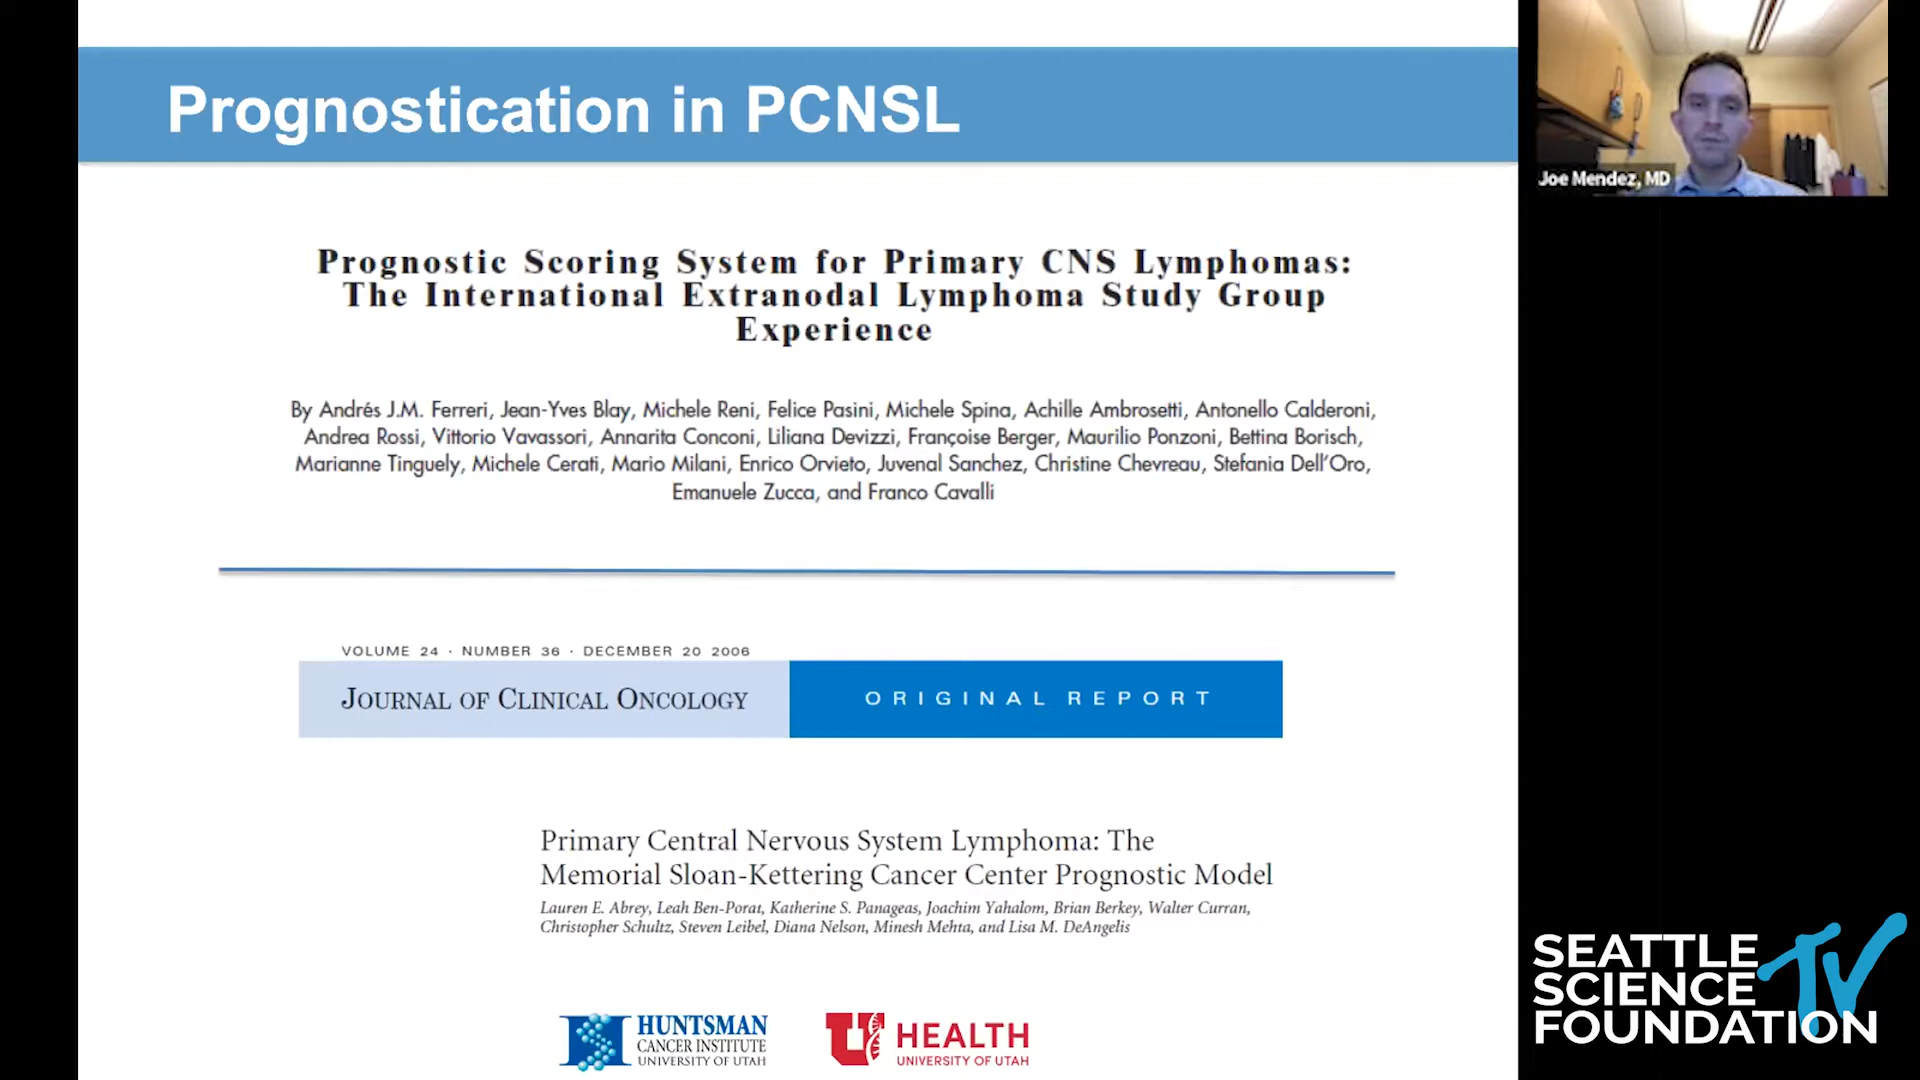 Prognostication in PCNSL
Joe Mendez, MD
Prognostic Scoring System for Primary CNS Lymphomas:
The International Extranodal Lymphoma Study Group
Experience
By Andrés J.M. Ferreri, Jean-Yves Blay, Michele Reni, Felice Pasini, Michele Spina, Achille Ambrosetti, Antonello Calderoni,
Andrea Rossi, Vittorio Vavassori, Annarita Conconi, Liliana Devizzi, Françoise Berger, Maurilio Ponzoni, Bettina Borisch,
Marianne Tinguely, Michele Cerati, Mario Milani, Enrico Orvieto, Juvenal Sanchez, Christine Chevreau, Stefania Dell'Oro,
Emanuele Zucca, and Franco Cavalli
VOLUME 24 · NUMBER 36 · DECEMBER 20 2006
JOURNAL OF CLINICAL ONCOLOGY
ORIGINAL REPORT
Primary Central Nervous System Lymphoma: The
Memorial Sloan-Kettering Cancer Center Prognostic Model
Lauren E. Abrey, Leah Ben-Porat, Katherine S. Panageas, Joachim Yahalom, Brian Berkey, Walter Curran,
Christopher Schultz, Steven Leibel, Diana Nelson, Minesh Mehta, and Lisa M. DeAngelis
HUNTSMAN
CANCER INSTITUTE
UNIVERSITY OF UTAH
U HEALTH
UNIVERSITY OF UTAH
SEATTLE
SCIENCE
FOUNDATION
TV